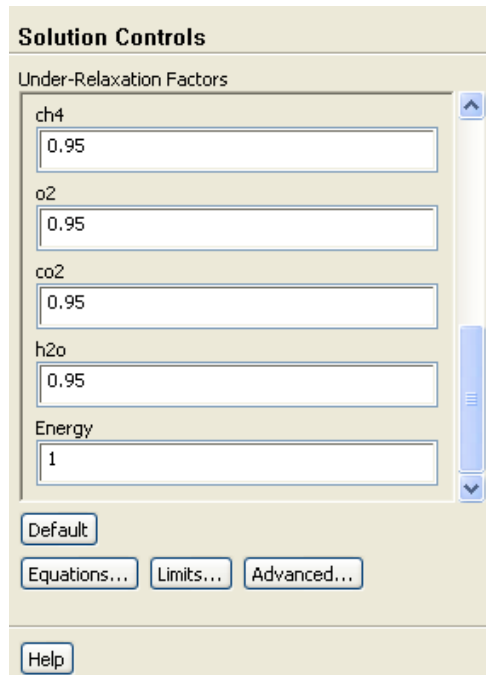 Solution Controls
Under-Relaxation Factors
ch4
0.95
o2
0.95
co2
0.95
h2o
0.95
Energy
1
Default
Equations... Limits... Advanced...
Help